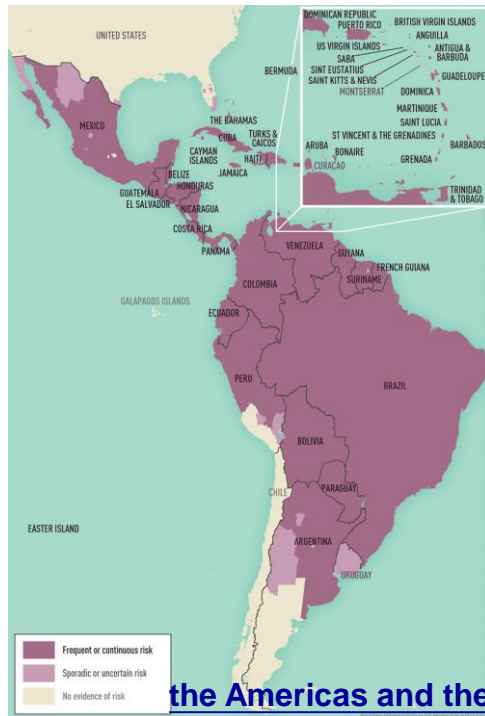 UNITED STATES
MEXICO
BERMUDA
THE BAHAMAS
CUBA
TURKS &
CAICOS
CAYMAN
ISLANDS
HAITI
JAMAICA
BELIZE
GUATEMALA
HONDURAS
EL SALVADOR
NICARAGUA
COSTA RICA
PANAMA
DOMINICAN REPUBLIC
PUERTO RICO
BRITISH VIRGIN ISLANDS
ANGUILLA
US VIRGIN ISLANDS
SABA
ANTIGUA &
BARBUDA
SINT EUSTATIUS
SAINT KITTS & NEVIS
MONTSERRAT
GUADELOUPE
DOMINICA
MARTINIQUE
SAINT LUCIA
ST VINCENT & THE GRENADINES
BARBADOS
ARUBA
BONAIRE
CURAÇAO
GRENADA
TRINIDAD
& TOBAGO
VENEZUELA
GUYANA
FRENCH GUIANA
SURINAME
COLOMBIA
GALÁPAGOS ISLANDS
ECUADOR
PERU
BRAZIL
BOLIVIA
CHILE
PARAGUAY
EASTER ISLAND
ARGENTINA
URUGUAY
Frequent or continuous risk
Sporadic or uncertain risk
No evidence of risk
the Americas and the